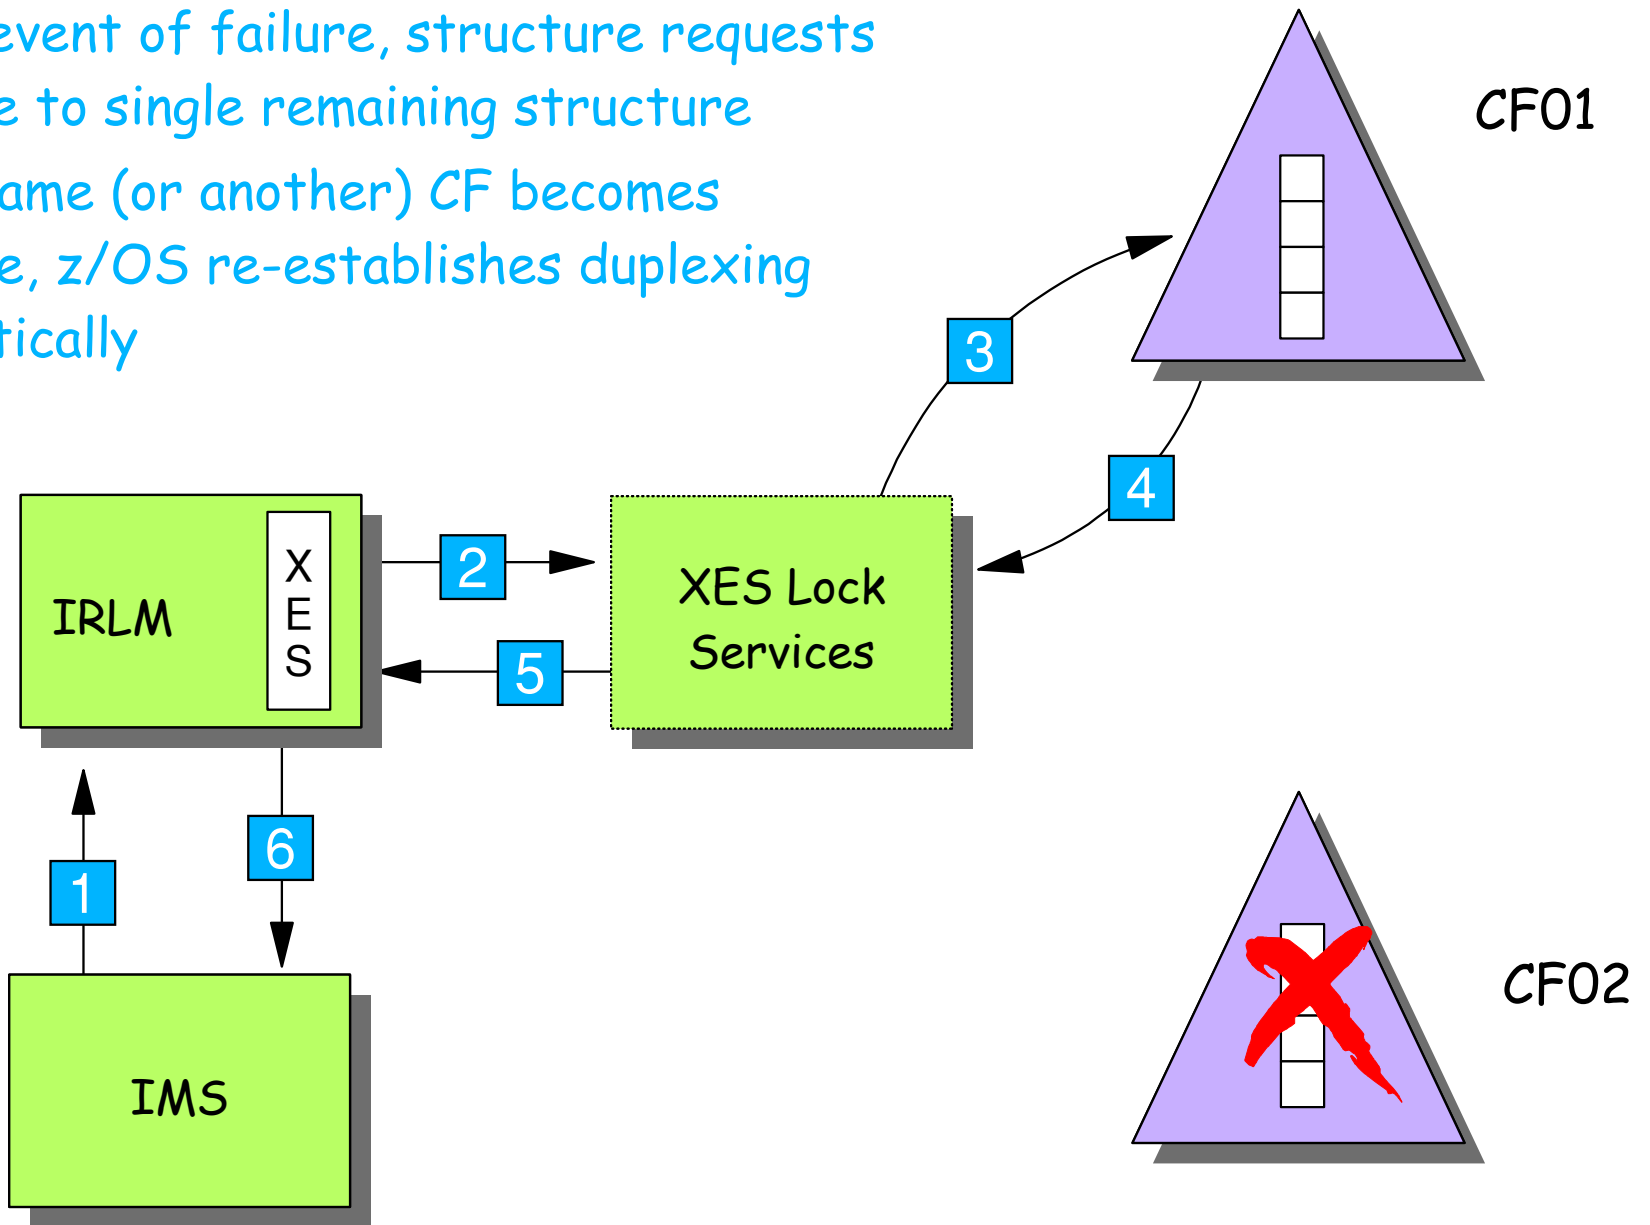 event of failure, structure requests
e to single remaining structure
ame (or another) CF becomes
e, z/OS re-establishes duplexing
tically
CF01
3
4
X
E
S
IRLM
2
XES Lock
Services
5
6
1
CF02
IMS